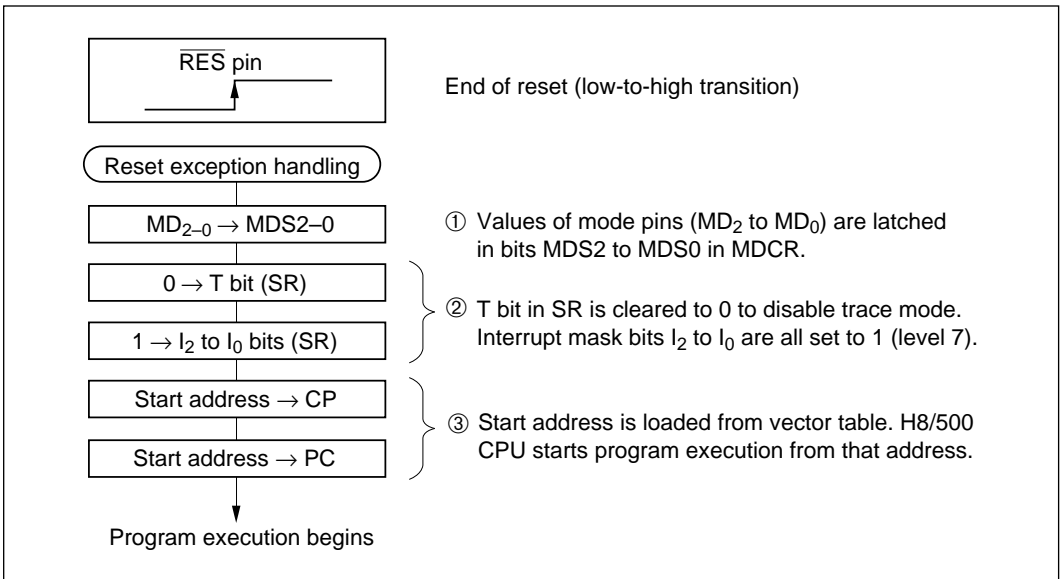 RES pin
End of reset (low-to-high transition)
Reset exception handling
MD2–0 → MDS2–0
① Values of mode pins (MD2 to MD0) are latched
in bits MDS2 to MDS0 in MDCR.
0 → T bit (SR)
1 → I2 to I0 bits (SR)
② T bit in SR is cleared to 0 to disable trace mode.
Interrupt mask bits I2 to I0 are all set to 1 (level 7).
Start address → CP
Start address → PC
③ Start address is loaded from vector table. H8/500
CPU starts program execution from that address.
Program execution begins